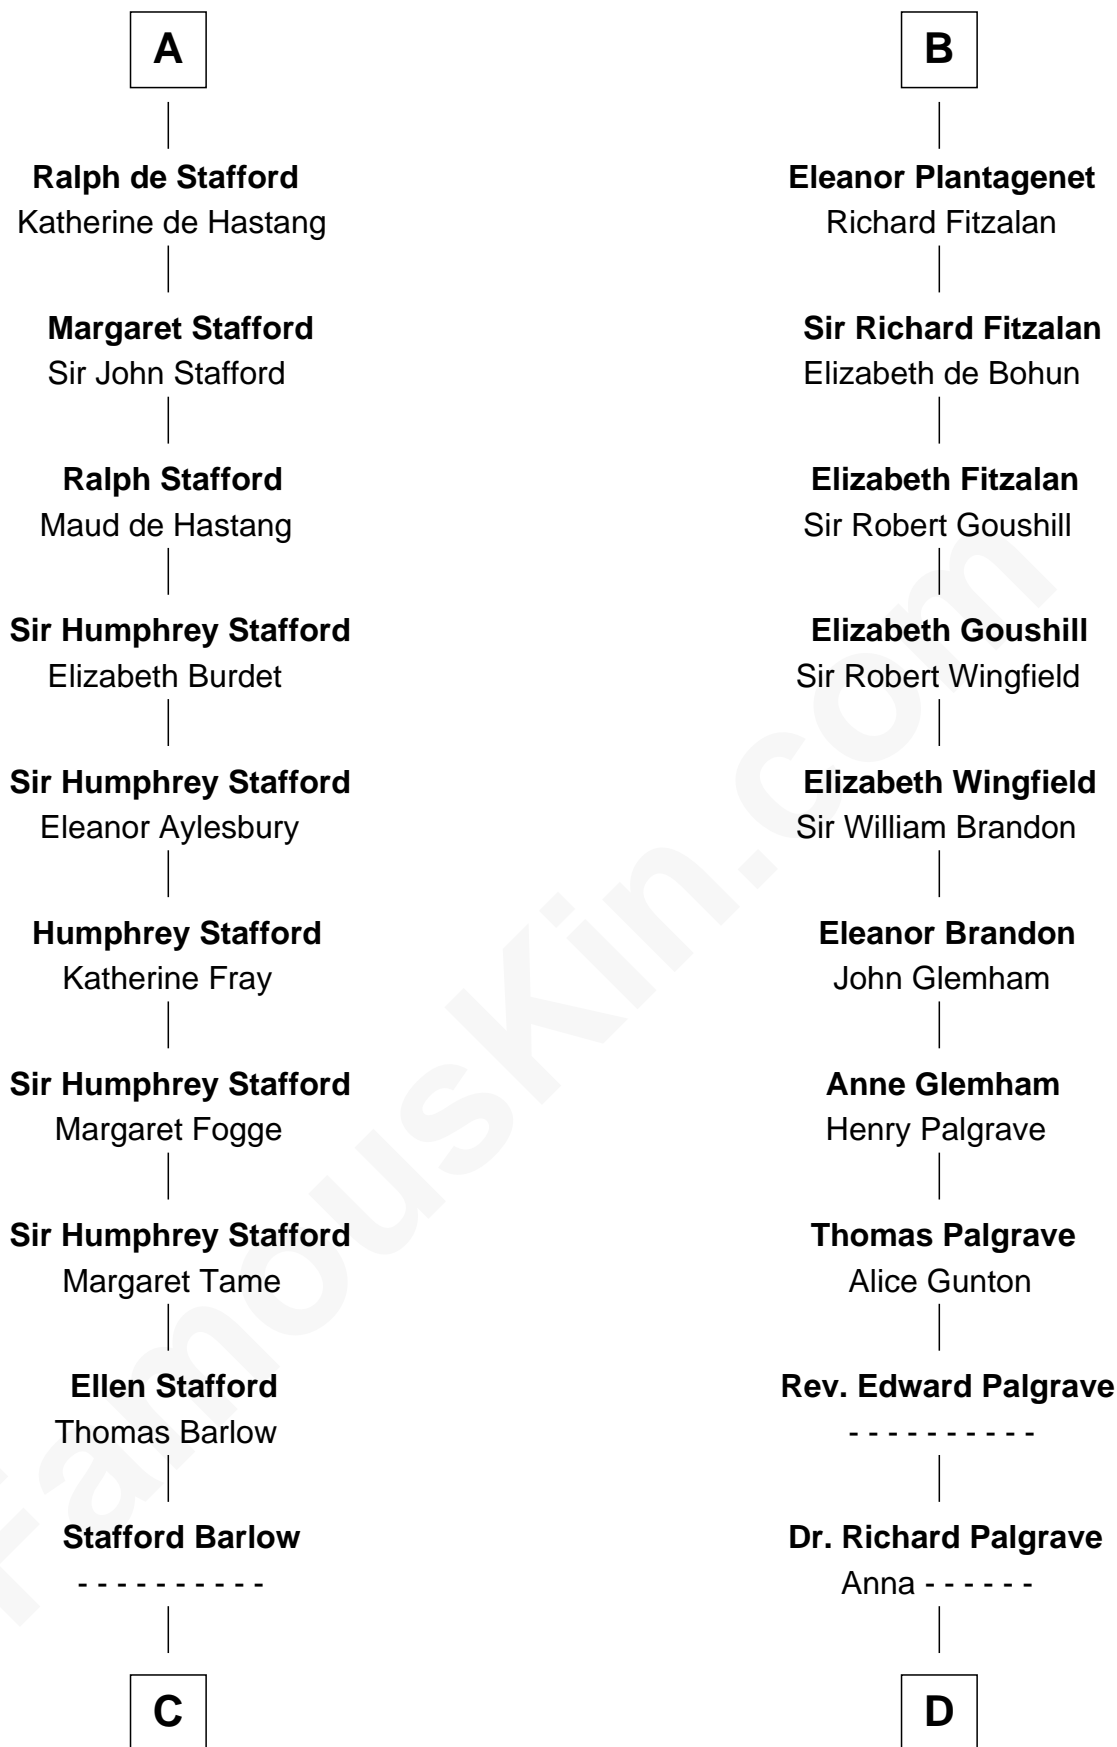 A
Ralph de Stafford
Katherine de Hastang
Margaret Stafford
Sir John Stafford
Ralph Stafford
Maud de Hastang
Sir Humphrey Stafford
Elizabeth Burdet
Sir Humphrey Stafford
Eleanor Aylesbury
Humphrey Stafford
Katherine Fray
Sir Humphrey Stafford
Margaret Fogge
Sir Humphrey Stafford
Margaret Tame
Ellen Stafford
Thomas Barlow
Stafford Barlow
- - - - - - - - - -
C
B
Eleanor Plantagenet
Richard Fitzalan
Sir Richard Fitzalan
Elizabeth de Bohun
Elizabeth Fitzalan
Sir Robert Goushill
Elizabeth Goushill
Sir Robert Wingfield
Elizabeth Wingfield
Sir William Brandon
Eleanor Brandon
John Glemham
Anne Glemham
Henry Palgrave
Thomas Palgrave
Alice Gunton
Rev. Edward Palgrave
- - - - - - - - - -
Dr. Richard Palgrave
Anna - - - - - -
D
FamousKin.com